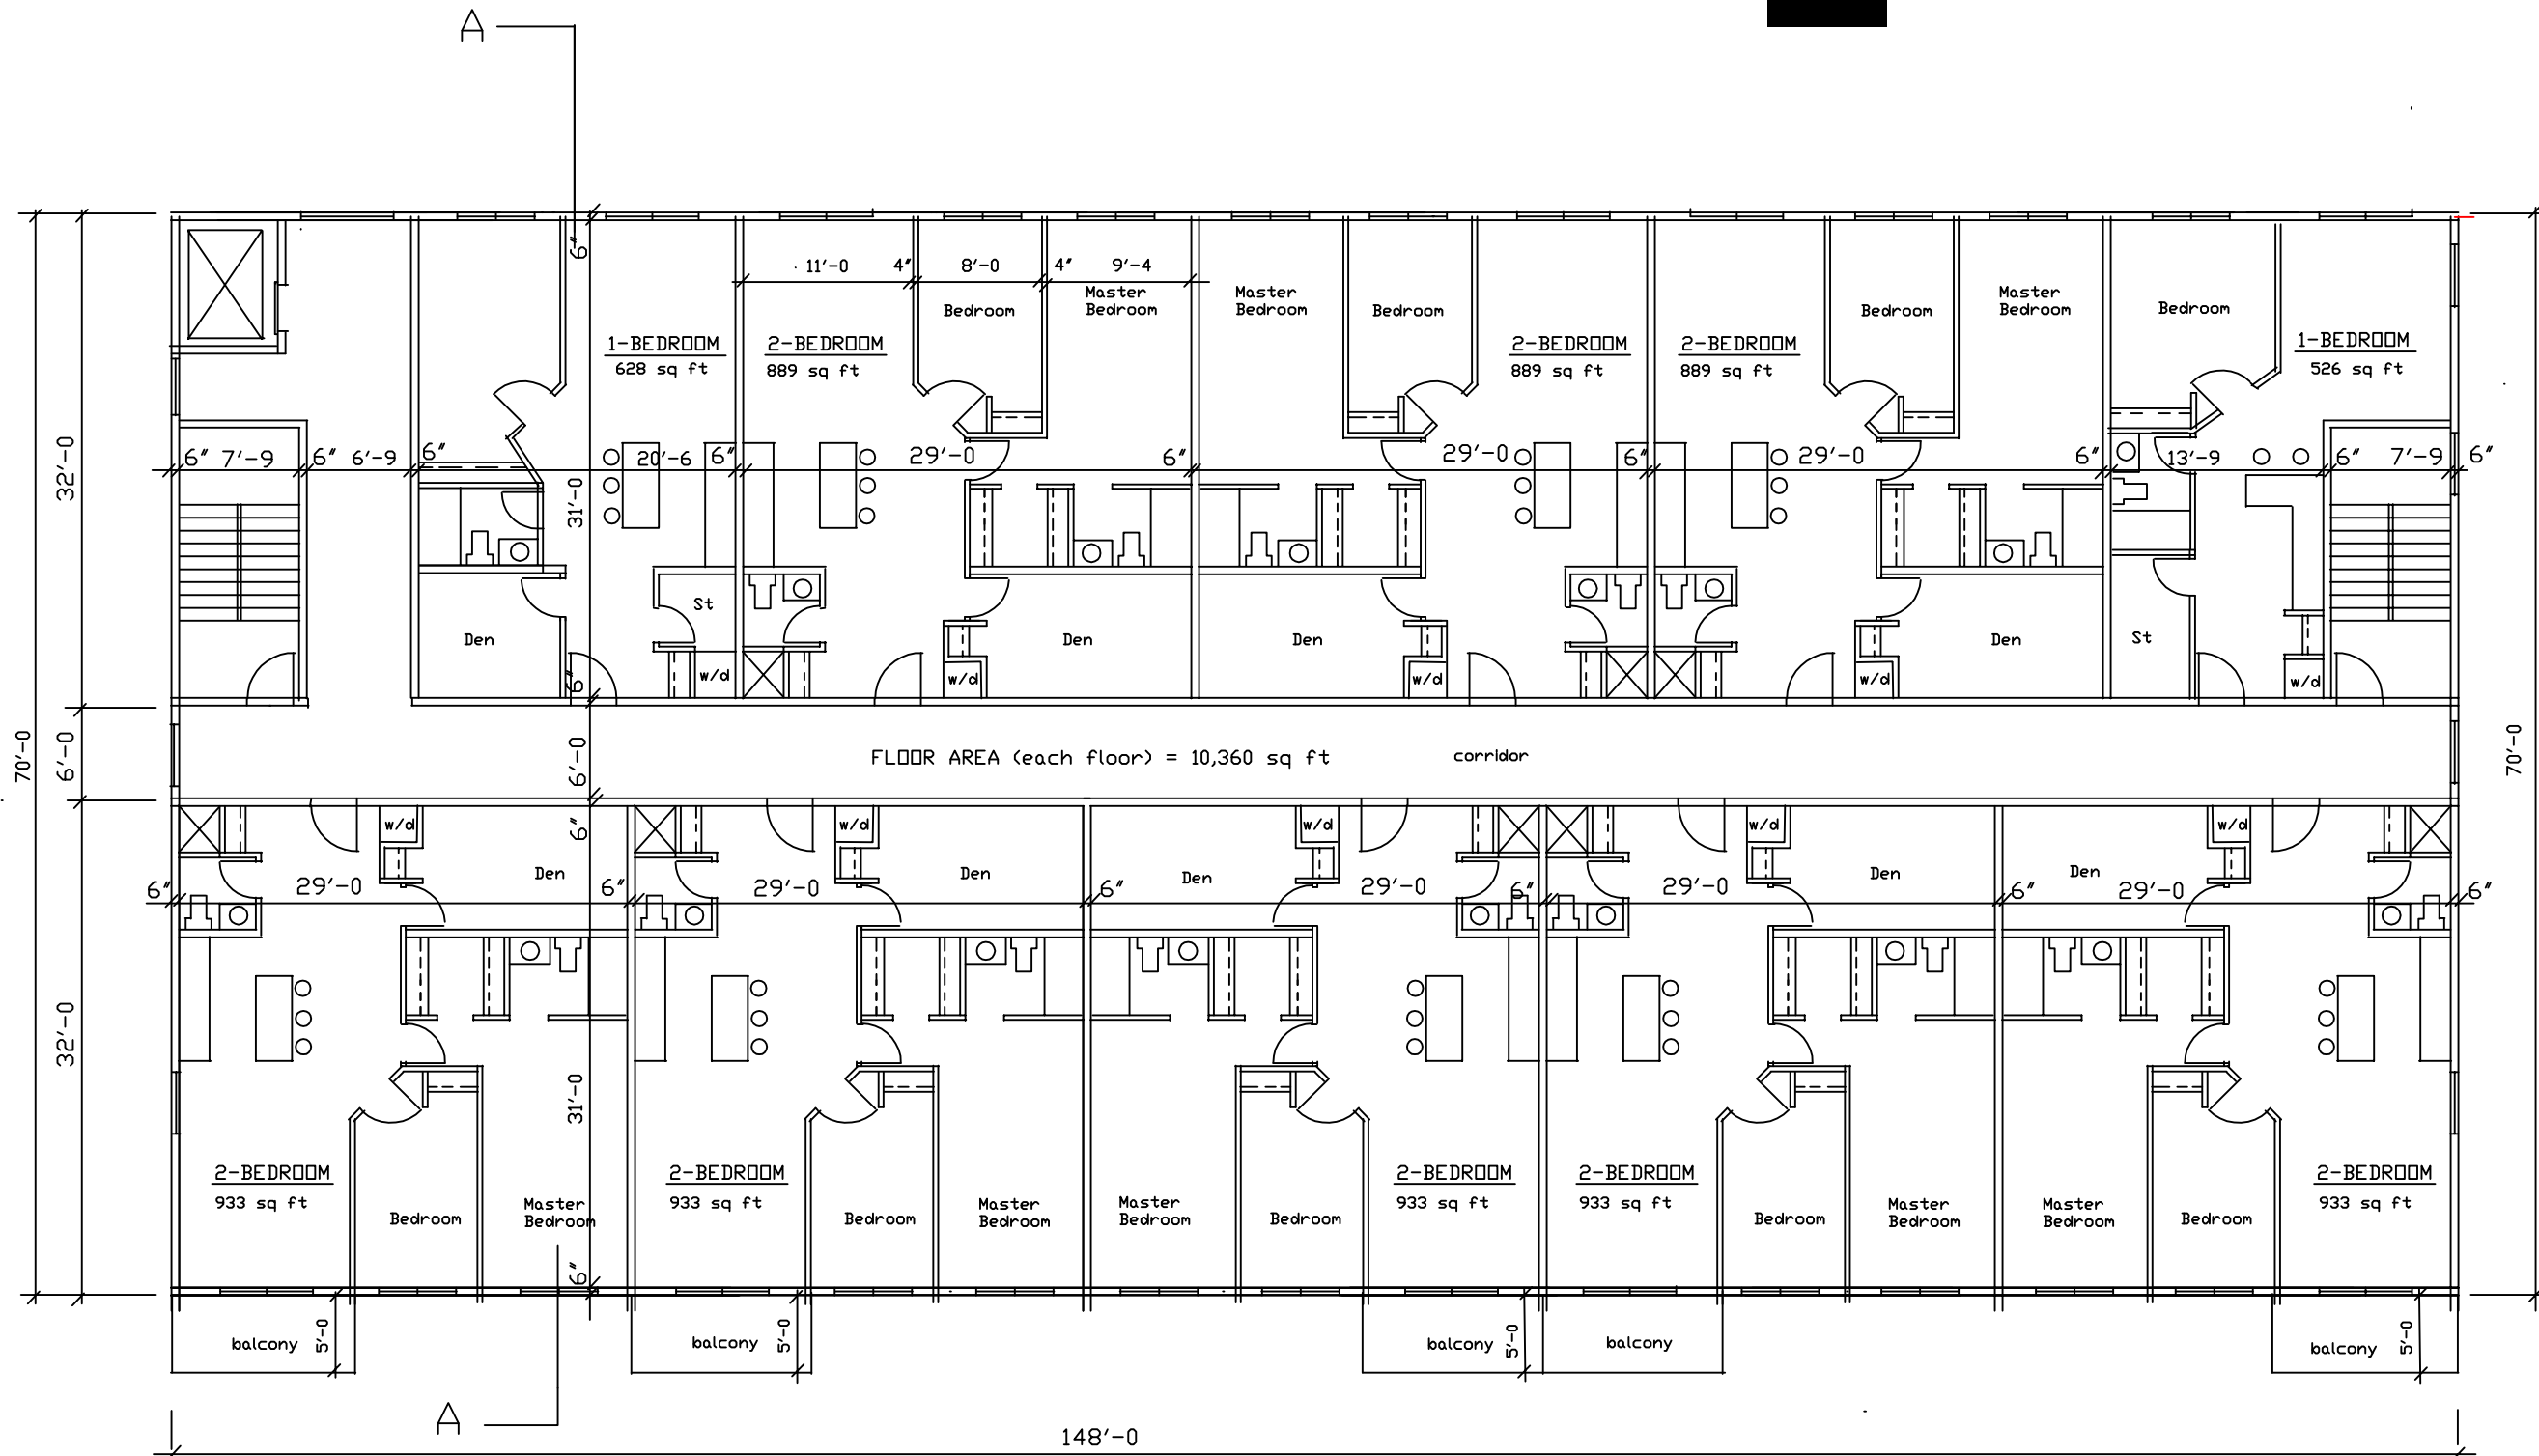 A
6"
11'-0 4" 8'-0 4" 9'-4
Bedroom
Master
Bedroom
Master
Bedroom
Bedroom
Bedroom
Master
Bedroom
Bedroom
1-BEDROOM
628 sq ft
2-BEDROOM
889 sq ft
2-BEDROOM
889 sq ft
2-BEDROOM
889 sq ft
1-BEDROOM
526 sq ft
32'-0
6" 7'-9 6" 6'-9 6" 20'-6 6" 29'-0 6" 29'-0 6" 29'-0 6" 13'-9 6" 7'-9 6"
31'-0
St
Den
Den
Den
Den
St
6"
w/d
w/d
w/d
w/d
w/d
70'-0
6'-0
6'-0
FLOOR AREA (each floor) = 10,360 sq ft
corridor
70'-0
w/d
6"
w/d
w/d
w/d
w/d
Den
Den
Den
Den
Den
6" 29'-0 6" 29'-0 6" 29'-0 6" 29'-0 6" 29'-0 6"
32'-0
31'-0
2-BEDROOM
933 sq ft
2-BEDROOM
933 sq ft
2-BEDROOM
933 sq ft
2-BEDROOM
933 sq ft
2-BEDROOM
933 sq ft
Bedroom
Master
Bedroom
Bedroom
Master
Bedroom
Master
Bedroom
Bedroom
Bedroom
Master
Bedroom
Master
Bedroom
Bedroom
6"
balcony 5'-0
balcony 5'-0
balcony 5'-0
balcony
balcony 5'-0
A
148'-0